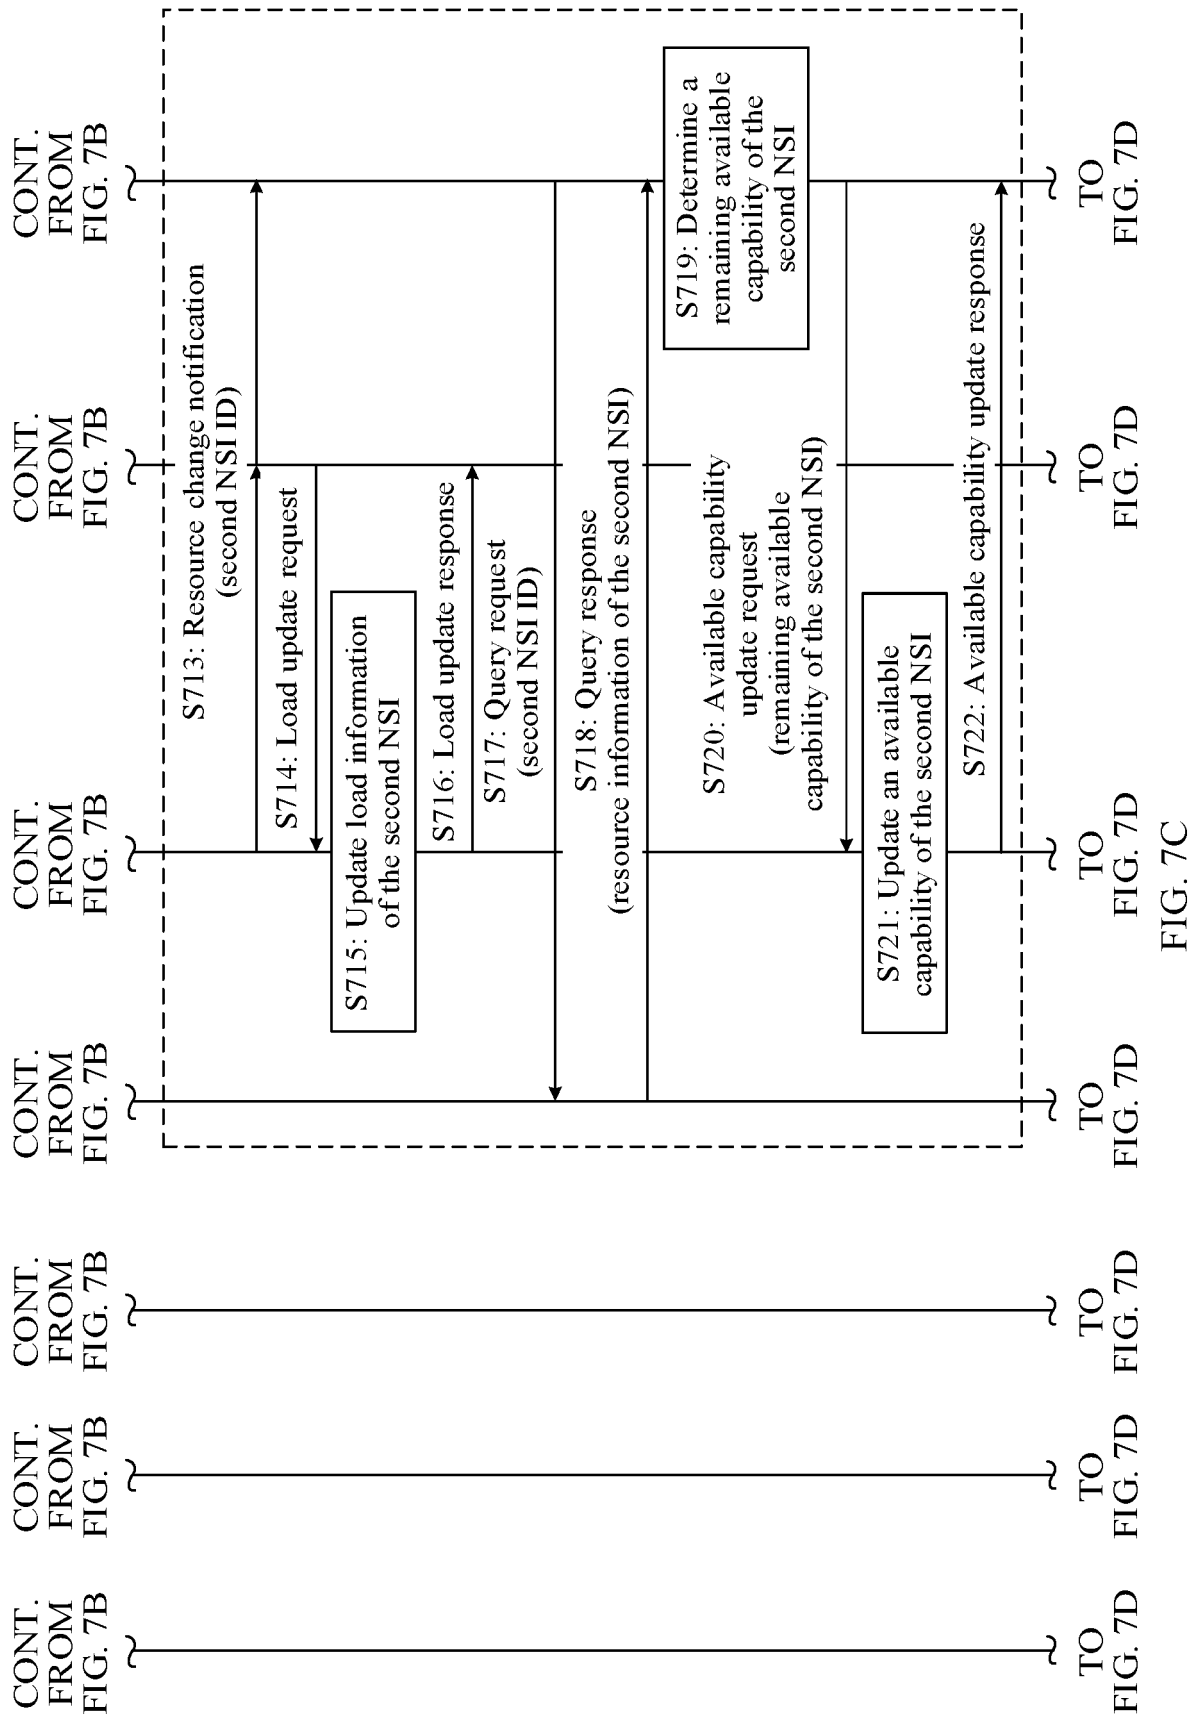 CONT.
FROM
FIG. 7B
CONT.
FROM
FIG. 7B
CONT.
FROM
FIG. 7B
CONT.
FROM
FIG. 7B
CONT.
FROM
FIG. 7B
CONT.
FROM
FIG. 7B
CONT.
FROM
FIG. 7B
S713: Resource change notification
(second NSI ID)
S714: Load update request
S715: Update load information
of the second NSI
S716: Load update response
S717: Query request
(second NSI ID)
S718: Query response
(resource information of the second NSI)
S719: Determine a
remaining available
capability of the
second NSI
S720: Available capability
update request
(remaining available
capability of the second NSI)
S721: Update an available
capability of the second NSI
S722: Available capability update response
TO
FIG. 7D
TO
FIG. 7D
TO
FIG. 7D
TO
FIG. 7D
TO
FIG. 7D
TO
FIG. 7D
TO
FIG. 7D
FIG. 7C